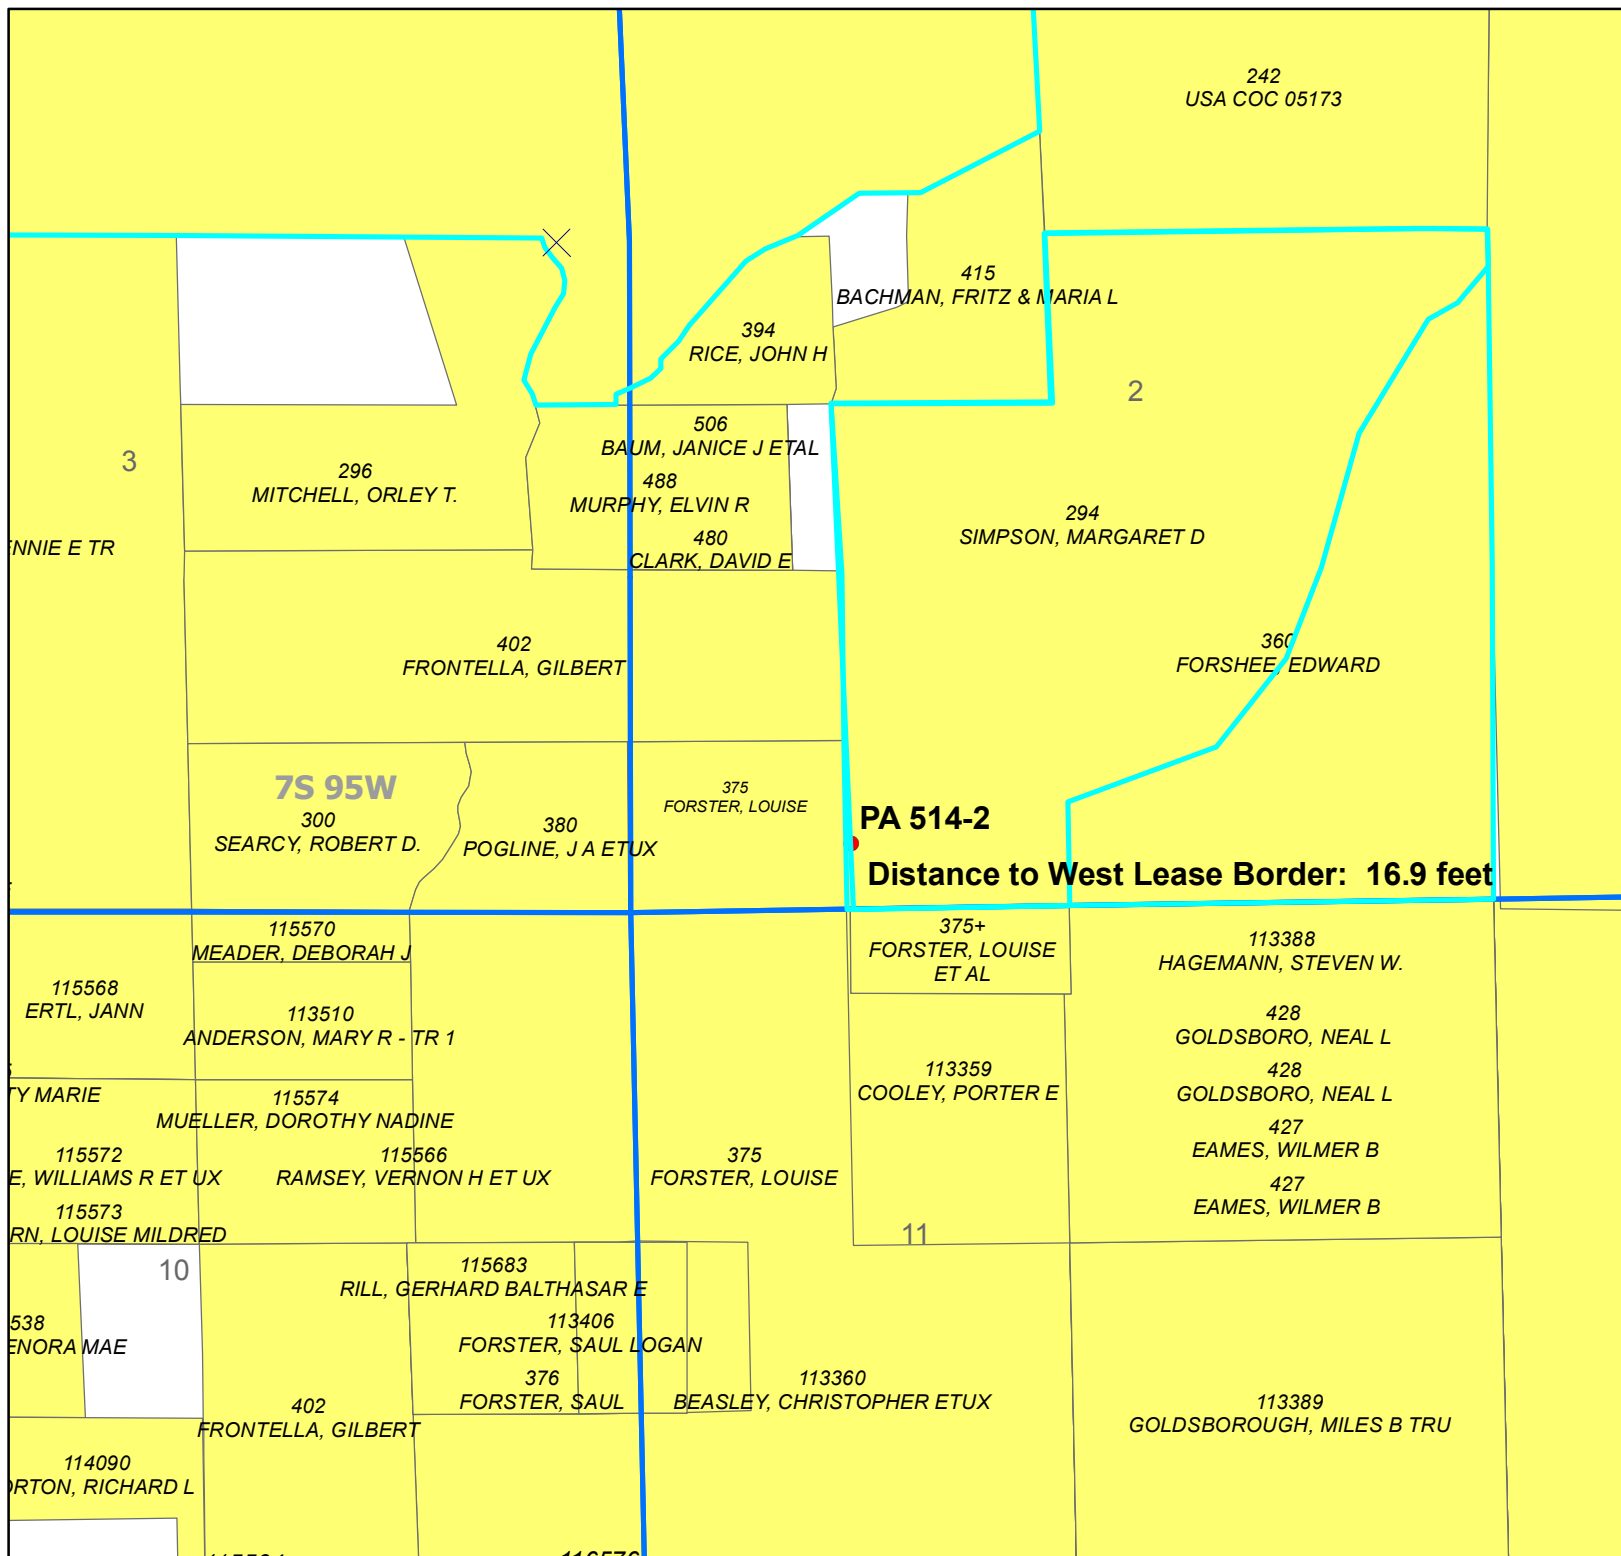 242
USA COC 05173
415
BACHMAN, FRITZ & MARIA L
394
RICE, JOHN H
2
506
BAUM, JANICE J ETAL
3
296
MITCHELL, ORLEY T.
488
MURPHY, ELVIN R
294
SIMPSON, MARGARET D
480
CLARK, DAVID E
ENNIE E TR
402
FRONTELLA, GILBERT
360
FORSHEE, EDWARD
7S 95W
375
FORSTER, LOUISE
300
SEARCY, ROBERT D.
380
POGLINE, J A ETUX
PA 514-2
Distance to West Lease Border: 16.9 feet
115570
MEADER, DEBORAH J
375+
FORSTER, LOUISE
ET AL
113388
HAGEMANN, STEVEN W.
115568
ERTL, JANN
113510
ANDERSON, MARY R - TR 1
428
GOLDSBORO, NEAL L
113359
COOLEY, PORTER E
428
GOLDSBORO, NEAL L
TY MARIE
115574
MUELLER, DOROTHY NADINE
427
EAMES, WILMER B
115572
E, WILLIAMS R ET UX
115566
RAMSEY, VERNON H ET UX
375
FORSTER, LOUISE
427
EAMES, WILMER B
115573
RN, LOUISE MILDRED
11
10
115683
RILL, GERHARD BALTHASAR E
538
ENORA MAE
113406
FORSTER, SAUL LOGAN
376
FORSTER, SAUL
113360
BEASLEY, CHRISTOPHER ETUX
402
FRONTELLA, GILBERT
113389
GOLDSBOROUGH, MILES B TRU
114090
ORTON, RICHARD L
116576